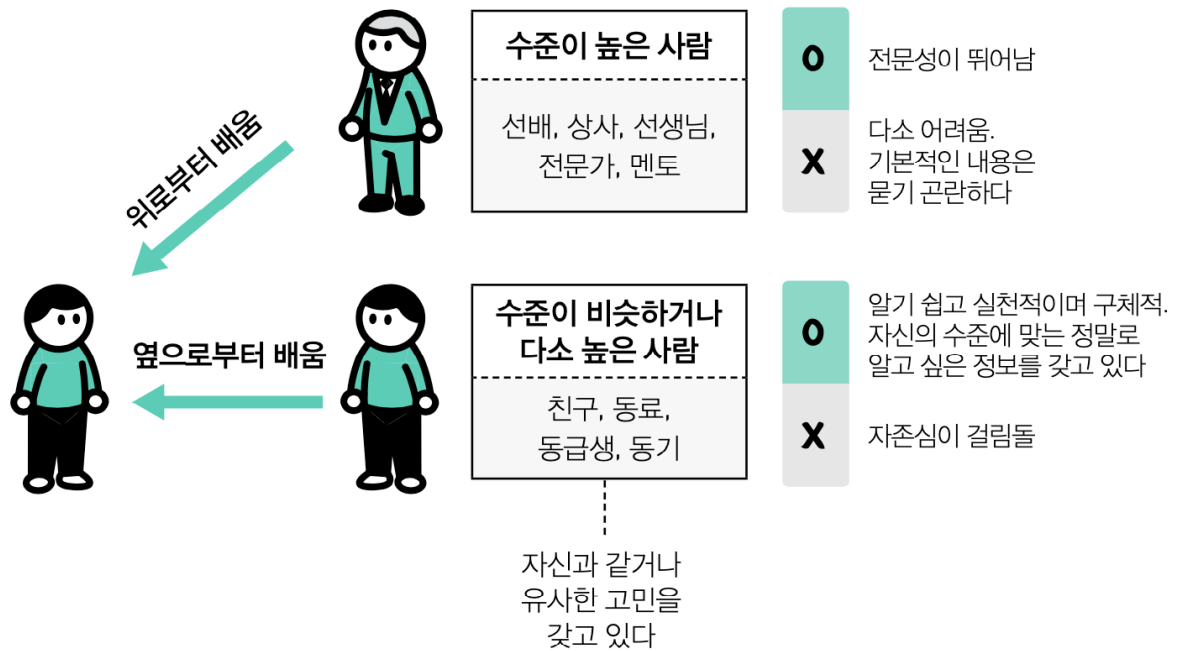 위로부터 배움
수준이 높은 사람
선배, 상사, 선생님,
전문가, 멘토
O
전문성이 뛰어남
X
다소 어려움.
기본적인 내용은
묻기 곤란하다
옆으로부터 배움
수준이 비슷하거나
다소 높은 사람
친구, 동료,
동급생, 동기
O
알기 쉽고 실천적이며 구체적.
자신의 수준에 맞는 정말로
알고 싶은 정보를 갖고 있다
X
자존심이 걸림돌
자신과 같거나
유사한 고민을
갖고 있다